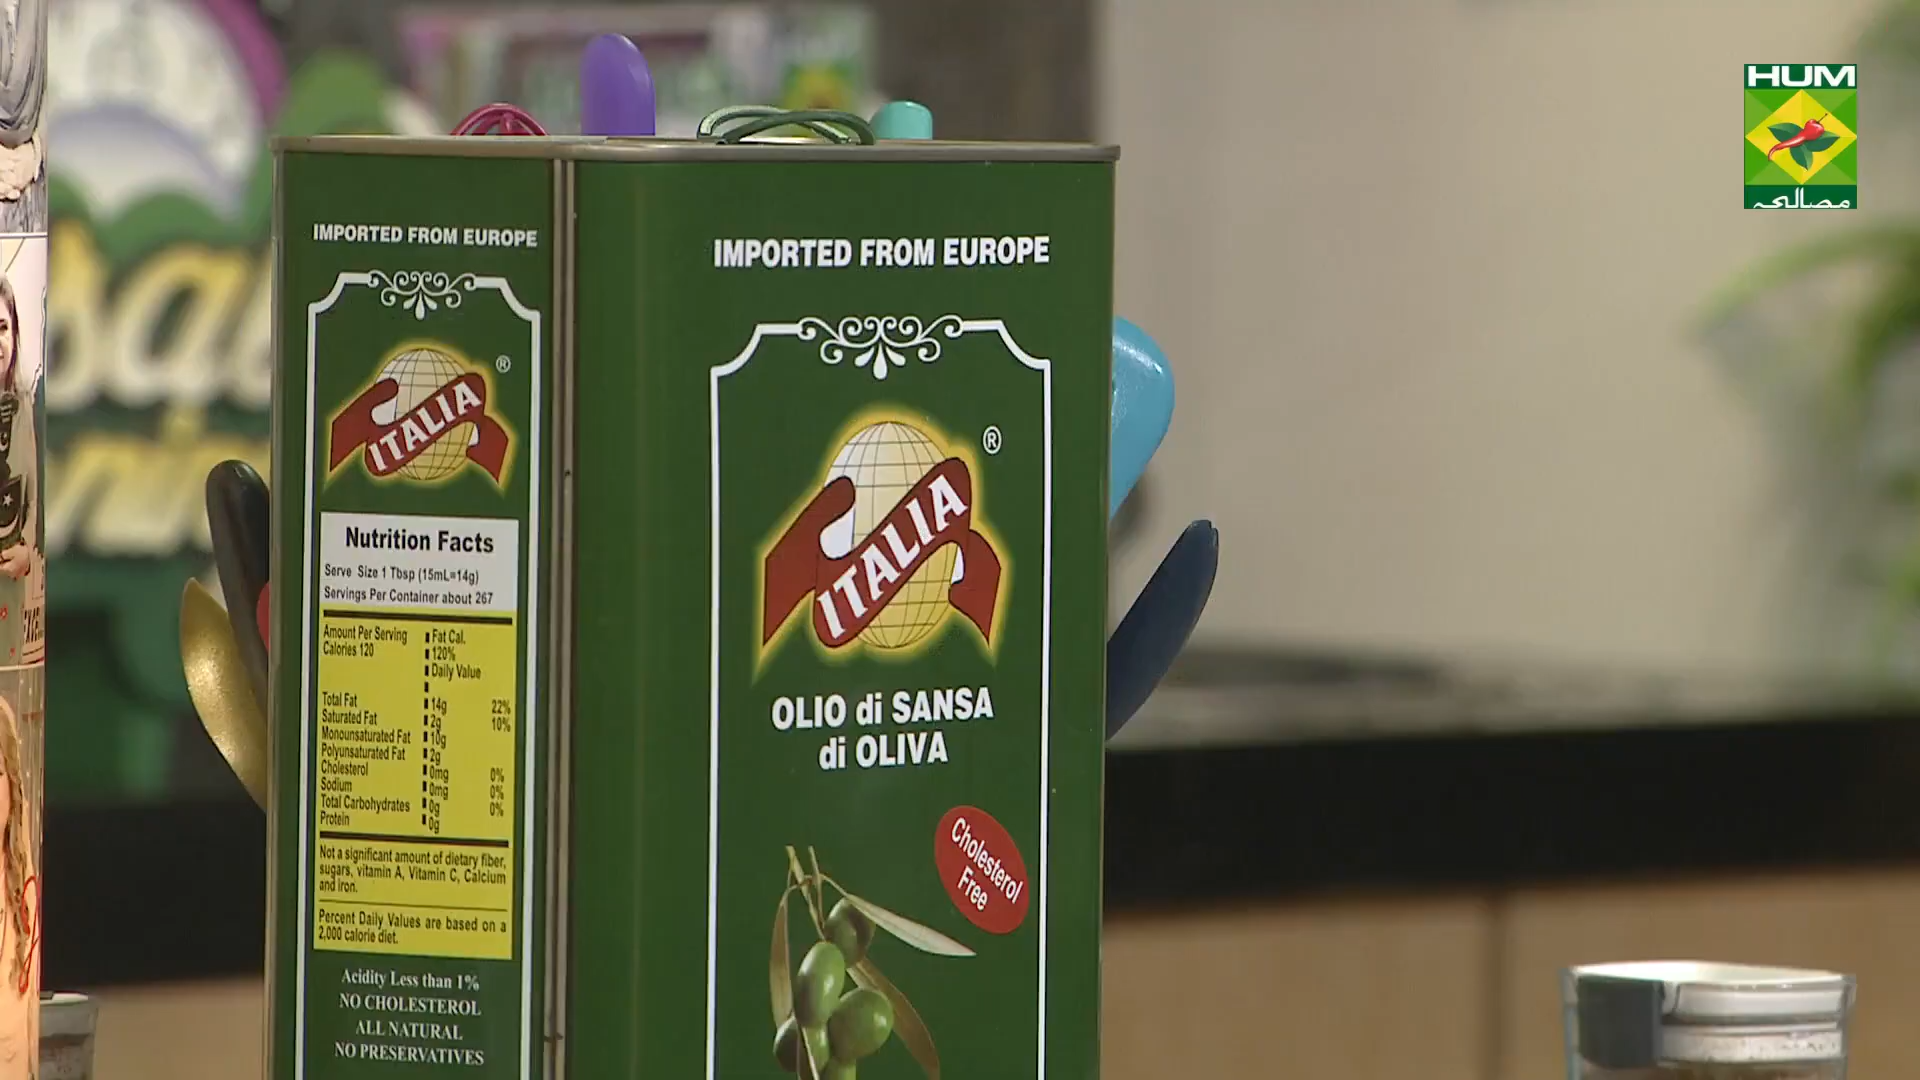 HUM
مصالحہ
IMPORTED FROM EUROPE
ITALIA
®
Nutrition Facts
Serve Size 1 Tbsp (15mL=14g)
Servings Per Container about 267
Amount Per Serving Fat Cal.
Calories 120 120%
Daily Value
Total Fat 14g 22%
Saturated Fat 2g 10%
Monounsaturated Fat 10g
Polyunsaturated Fat 2g
Cholesterol 0mg 0%
Sodium 0mg 0%
Total Carbohydrates 0g 0%
Protein 0g
Not a significant amount of dietary fiber,
sugars, vitamin A, Vitamin C, Calcium
and iron.
Percent Daily Values are based on a
2,000 calorie diet.
Acidity Less than 1%
NO CHOLESTEROL
ALL NATURAL
NO PRESERVATIVES
IMPORTED FROM EUROPE
ITALIA
®
OLIO di SANSA
di OLIVA
Cholesterol
Free